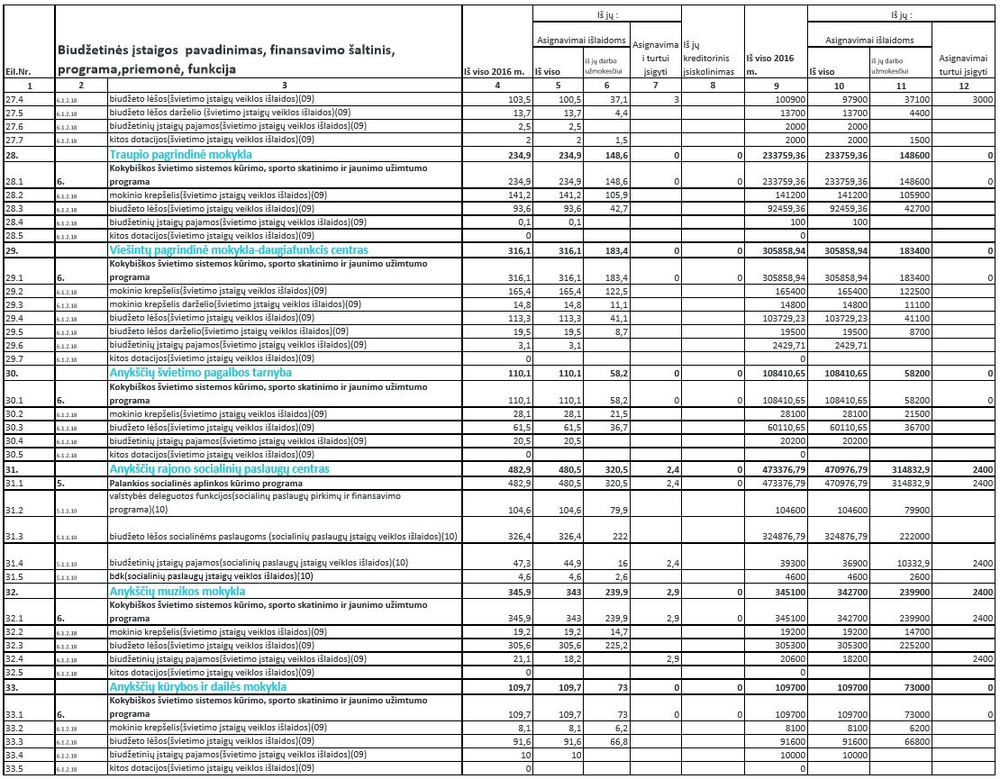 Iš jų : Iš jų :
Asignavimai išlaidoms Asignavimai išlaidoms
Eil.Nr. Biudžetinės įstaigos pavadinimas, finansavimo šaltinis, programa,priemonė, funkcija Iš viso 2016 m. Iš viso iš jų darbo užmokesčiui Asignavimai turtui įsigyti Iš jų kreditorinio įsiskolinimas Iš viso 2016 m. Iš viso iš jų darbo užmokesčiui Asignavimai turtui įsigyti
1 2 3 4 5 6 7 8 9 10 11 12
27.4 6.1.2.18 biudžeto lėšos(švietimo įstaigų veiklos išlaidos)(09) 103,5 100,5 37,1 3 100900 97900 37100 3000
27.5 6.1.2.18 biudžeto lėšos darželio (švietimo įstaigų veiklos išlaidos)(09) 13,7 13,7 4,4 13700 13700 4400
27.6 6.1.2.18 biudžetinių įstaigų pajamos(švietimo įstaigų veiklos išlaidos)(09) 2,5 2,5 2000 2000
27.7 6.1.2.18 kitos dotacijos(švietimo įstaigų veiklos išlaidos)(09) 2 2 1,5 2000 2000 1500
28. Traupio pagrindinė mokykla 234,9 234,9 148,6 0 0 233759,36 233759,36 148600 0
28.1 6. Kokybiškos švietimo sistemos kūrimo, sporto skatinimo ir jaunimo užimtumo programa 234,9 234,9 148,6 0 0 233759,36 233759,36 148600 0
28.2 6.1.2.18 mokinio krepšelis(švietimo įstaigų veiklos išlaidos)(09) 141,2 141,2 105,9 141200 141200 105900
28.3 6.1.2.18 biudžeto lėšos(švietimo įstaigų veiklos išlaidos)(09) 93,6 93,6 42,7 92459,36 92459,36 42700
28.4 6.1.2.18 biudžetinių įstaigų pajamos(švietimo įstaigų veiklos išlaidos)(09) 0,1 0,1 100 100
28.5 6.1.2.18 kitos dotacijos(švietimo įstaigų veiklos išlaidos)(09) 0 0
29. Viešintų pagrindinė mokykla-daugiafunkcis centras 316,1 316,1 183,4 0 0 305858,94 305858,94 183400 0
29.1 6. Kokybiškos švietimo sistemos kūrimo, sporto skatinimo ir jaunimo užimtumo programa 316,1 316,1 183,4 0 0 305858,94 305858,94 183400 0
29.2 6.1.2.18 mokinio krepšelis(švietimo įstaigų veiklos išlaidos)(09) 165,4 165,4 122,5 165400 165400 122500
29.3 6.1.2.18 mokinio krepšelis darželio(švietimo įstaigų veiklos išlaidos)(09) 14,8 14,8 11,1 14800 14800 11100
29.4 6.1.2.18 biudžeto lėšos(švietimo įstaigų veiklos išlaidos)(09) 113,3 113,3 41,1 103729,23 103729,23 41100
29.5 6.1.2.18 biudžeto lėšos darželio(švietimo įstaigų veiklos išlaidos)(09) 19,5 19,5 8,7 19500 19500 8700
29.6 6.1.2.18 biudžetinių įstaigų pajamos(švietimo įstaigų veiklos išlaidos)(09) 3,1 3,1 2429,71 2429,71
29.7 6.1.2.18 kitos dotacijos(švietimo įstaigų veiklos išlaidos)(09) 0 0
30. Anykščių švietimo pagalbos tarnyba 110,1 110,1 58,2 0 0 108410,65 108410,65 58200 0
30.1 6. Kokybiškos švietimo sistemos kūrimo, sporto skatinimo ir jaunimo užimtumo programa 110,1 110,1 58,2 0 0 108410,65 108410,65 58200 0
30.2 6.1.2.18 mokinio krepšelis(švietimo įstaigų veiklos išlaidos)(09) 28,1 28,1 21,5 28100 28100 21500
30.3 6.1.2.18 biudžeto lėšos(švietimo įstaigų veiklos išlaidos)(09) 61,5 61,5 36,7 60110,65 60110,65 36700
30.4 6.1.2.18 biudžetinių įstaigų pajamos(švietimo įstaigų veiklos išlaidos)(09) 20,5 20,5 20200 20200
30.5 6.1.2.18 kitos dotacijos(švietimo įstaigų veiklos išlaidos)(09) 0 0
31. Anykščių rajono socialinių paslaugų centras 482,9 480,5 320,5 2,4 0 473376,79 470976,79 314832,9 2400
31.1 5. Palankios socialinės aplinkos kūrimo programa 482,9 480,5 320,5 2,4 0 473376,79 470976,79 314832,9 2400
31.2 5.1.1.10 valstybės deleguotos funkcijos(socialinų paslaugų pirkimų ir finansavimo programa)(10) 104,6 104,6 79,9 104600 104600 79900
31.3 5.1.1.10 biudžeto lėšos socialinėms paslaugoms (socialinių paslaugų įstaigų veiklos išlaidos)(10) 326,4 326,4 222 324876,79 324876,79 222000
31.4 5.1.1.10 biudžetinių įstaigų pajamos(socialinių paslaugų įstaigų veiklos išlaidos)(10) 47,3 44,9 16 2,4 39300 36900 10332,9 2400
31.5 5.1.1.10 bdk(socialinių paslaugų įstaigų veiklos išlaidos)(10) 4,6 4,6 2,6 4600 4600 2600
32. Anykščių muzikos mokykla 345,9 343 239,9 2,9 0 345100 342700 239900 2400
32.1 6. Kokybiškos švietimo sistemos kūrimo, sporto skatinimo ir jaunimo užimtumo programa 345,9 343 239,9 2,9 0 345100 342700 239900 2400
32.2 6.1.2.18 mokinio krepšelis(švietimo įstaigų veiklos išlaidos)(09) 19,2 19,2 14,7 19200 19200 14700
32.3 6.1.2.18 biudžeto lėšos(švietimo įstaigų veiklos išlaidos)(09) 305,6 305,6 225,2 305300 305300 225200
32.4 6.1.2.18 biudžetinių įstaigų pajamos(švietimo įstaigų veiklos išlaidos)(09) 21,1 18,2 2,9 20600 18200 2400
32.5 6.1.2.18 kitos dotacijos(švietimo įstaigų veiklos išlaidos)(09) 0 0
33. Anykščių kūrybos ir dailės mokykla 109,7 109,7 73 0 0 109700 109700 73000 0
33.1 6. Kokybiškos švietimo sistemos kūrimo, sporto skatinimo ir jaunimo užimtumo programa 109,7 109,7 73 0 0 109700 109700 73000 0
33.2 6.1.2.18 mokinio krepšelis(švietimo įstaigų veiklos išlaidos)(09) 8,1 8,1 6,2 8100 8100 6200
33.3 6.1.2.18 biudžeto lėšos(švietimo įstaigų veiklos išlaidos)(09) 91,6 91,6 66,8 91600 91600 66800
33.4 6.1.2.18 biudžetinių įstaigų pajamos(švietimo įstaigų veiklos išlaidos)(09) 10 10 10000 10000
33.5 6.1.2.18 kitos dotacijos(švietimo įstaigų veiklos išlaidos)(09) 0 0